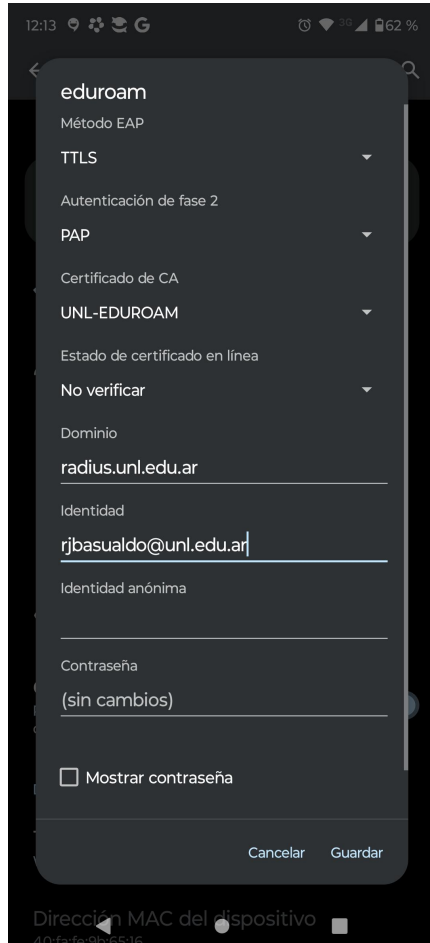 12:13
3G
62 %
eduroam
Método EAP
TTLS
Autenticación de fase 2
PAP
Certificado de CA
UNL-EDUROAM
Estado de certificado en línea
No verificar
Dominio
radius.unl.edu.ar
Identidad
rjbasualdo@unl.edu.ar
Identidad anónima
Contraseña
(sin cambios)
Mostrar contraseña
Cancelar Guardar
Dirección MAC del dispositivo
40:fa:fe:9b:65:16